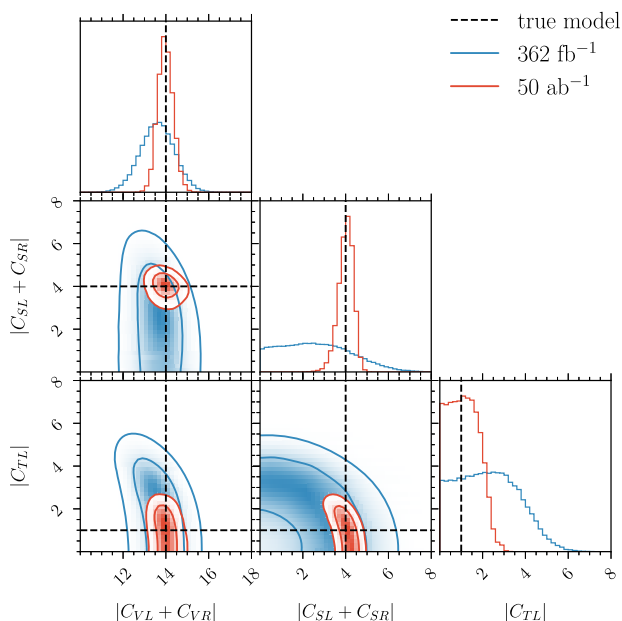 true model
362 fb⁻¹
50 ab⁻¹
|C_{SL} + C_{SR}|
8
6
4
2
|C_{TL}|
8
6
4
2
12
14
16
18
|C_{VL} + C_{VR}|
2
4
6
8
|C_{SL} + C_{SR}|
2
4
6
8
|C_{TL}|